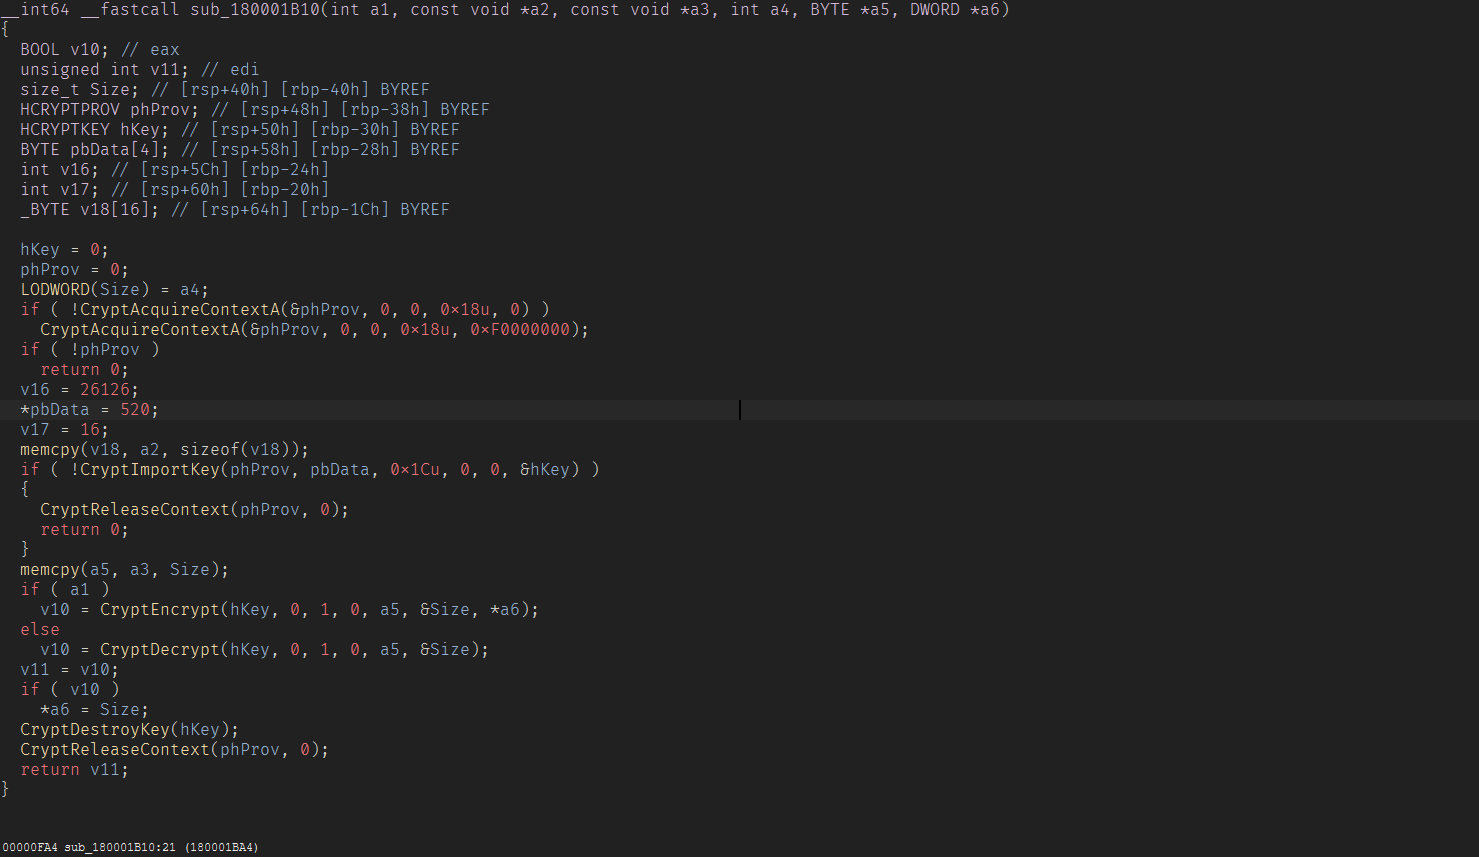 __int64 __fastcall sub_180001B10(int a1, const void *a2, const void *a3, int a4, BYTE *a5, DWORD *a6)
{
  BOOL v10; // eax
  unsigned int v11; // edi
  size_t Size; // [rsp+40h] [rbp-40h] BYREF
  HCRYPTPROV phProv; // [rsp+48h] [rbp-38h] BYREF
  HCRYPTKEY hKey; // [rsp+50h] [rbp-30h] BYREF
  BYTE pbData[4]; // [rsp+58h] [rbp-28h] BYREF
  int v16; // [rsp+5Ch] [rbp-24h]
  int v17; // [rsp+60h] [rbp-20h]
  _BYTE v18[16]; // [rsp+64h] [rbp-1Ch] BYREF

  hKey = 0;
  phProv = 0;
  LODWORD(Size) = a4;
  if ( !CryptAcquireContextA(&phProv, 0, 0, 0x18u, 0) )
    CryptAcquireContextA(&phProv, 0, 0, 0x18u, 0xF0000000);
  if ( !phProv )
    return 0;
  v16 = 26126;
  *pbData = 520;
  v17 = 16;
  memcpy(v18, a2, sizeof(v18));
  if ( !CryptImportKey(phProv, pbData, 0x1Cu, 0, 0, &hKey) )
  {
    CryptReleaseContext(phProv, 0);
    return 0;
  }
  memcpy(a5, a3, Size);
  if ( a1 )
    v10 = CryptEncrypt(hKey, 0, 1, 0, a5, &Size, *a6);
  else
    v10 = CryptDecrypt(hKey, 0, 1, 0, a5, &Size);
  v11 = v10;
  if ( v10 )
    *a6 = Size;
  CryptDestroyKey(hKey);
  CryptReleaseContext(phProv, 0);
  return v11;
}
00000FA4 sub_180001B10:21 (180001BA4)